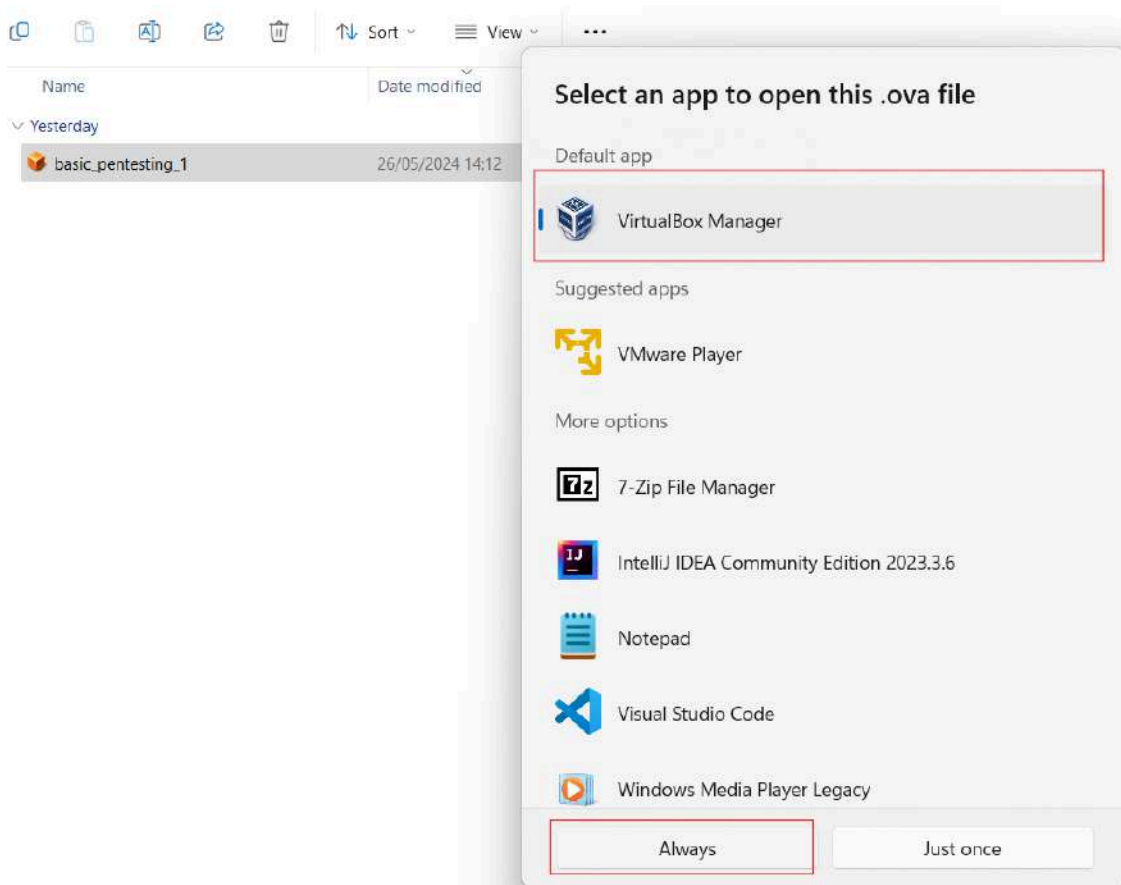 Sort
View
...
Name
Date modified
Yesterday
basic_pentesting_1
26/05/2024 14:12
Select an app to open this .ova file
Default app
VirtualBox Manager
Suggested apps
VMware Player
More options
7z
7-Zip File Manager
IJ
IntelliJ IDEA Community Edition 2023.3.6
Notepad
Visual Studio Code
Windows Media Player Legacy
Always
Just once